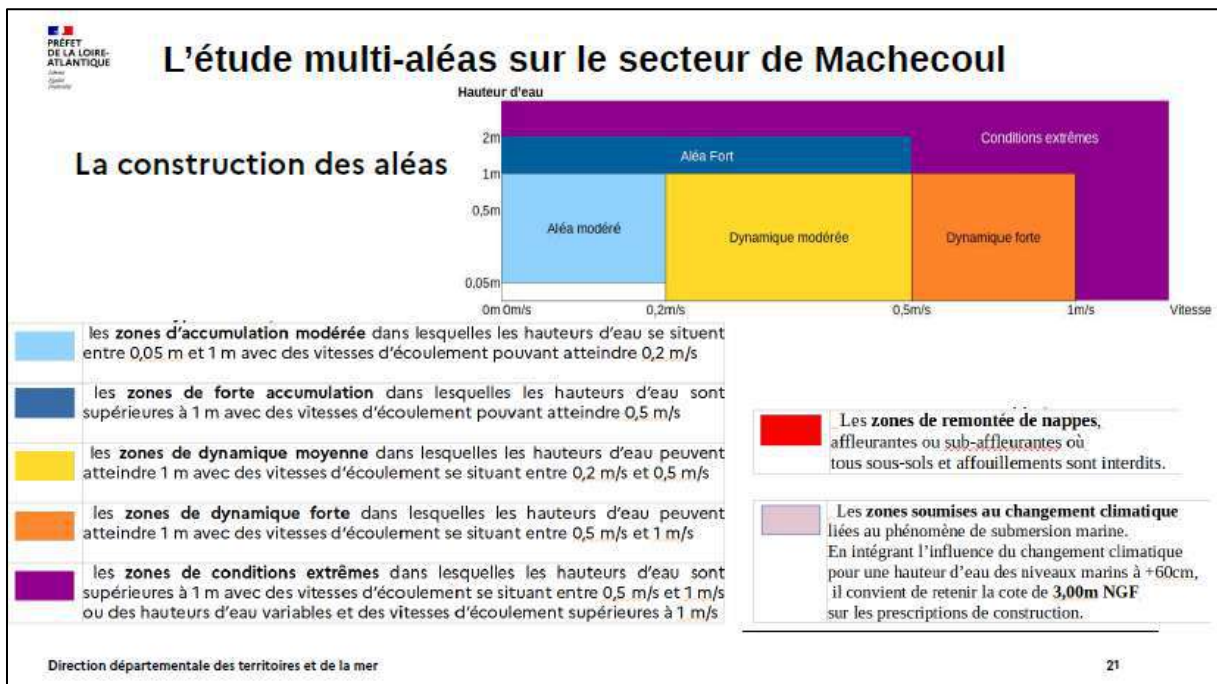 PRÉFET
DE LA LOIRE-
ATLANTIQUE
Liberté
Égalité
Fraternité
L'étude multi-aléas sur le secteur de Machecoul
La construction des aléas
Hauteur d'eau
2m
1m
0,5m
0,05m
0m 0m/s
0,2m/s
0,5m/s
1m/s
Vitesse
Conditions extrêmes
Aléa Fort
Aléa modéré
Dynamique modérée
Dynamique forte
les zones d'accumulation modérée dans lesquelles les hauteurs d'eau se situent
entre 0,05 m et 1 m avec des vitesses d'écoulement pouvant atteindre 0,2 m/s
les zones de forte accumulation dans lesquelles les hauteurs d'eau sont
supérieures à 1 m avec des vitesses d'écoulement pouvant atteindre 0,5 m/s
les zones de dynamique moyenne dans lesquelles les hauteurs d'eau peuvent
atteindre 1 m avec des vitesses d'écoulement se situant entre 0,2 m/s et 0,5 m/s
les zones de dynamique forte dans lesquelles les hauteurs d'eau peuvent
atteindre 1 m avec des vitesses d'écoulement se situant entre 0,5 m/s et 1 m/s
les zones de conditions extrêmes dans lesquelles les hauteurs d'eau sont
supérieures à 1 m avec des vitesses d'écoulement se situant entre 0,5 m/s et 1 m/s
ou des hauteurs d'eau variables et des vitesses d'écoulement supérieures à 1 m/s
Les zones de remontée de nappes,
affleurantes ou sub-affleurantes où
tous sous-sols et affouillements sont interdits.
Les zones soumises au changement climatique
liées au phénomène de submersion marine.
En intégrant l'influence du changement climatique
pour une hauteur d'eau des niveaux marins à +60cm,
il convient de retenir la cote de 3,00m NGF
sur les prescriptions de construction.
Direction départementale des territoires et de la mer
21